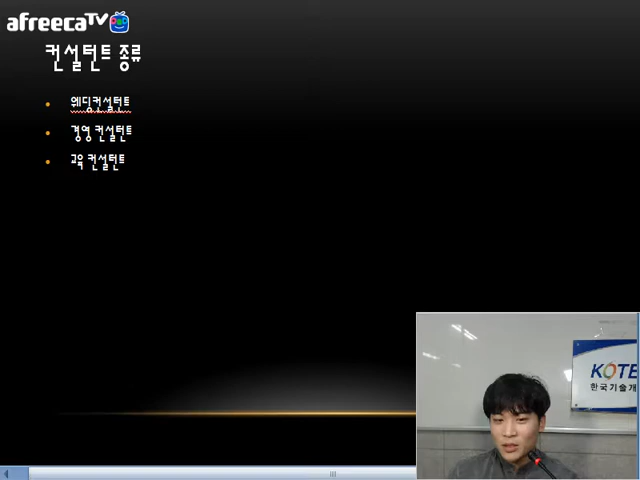 afreecaTV
컨설턴트 종류
• 웨딩컨설턴트
• 경영 컨설턴트
• 교육 컨설턴트
KOTE
한국기술개